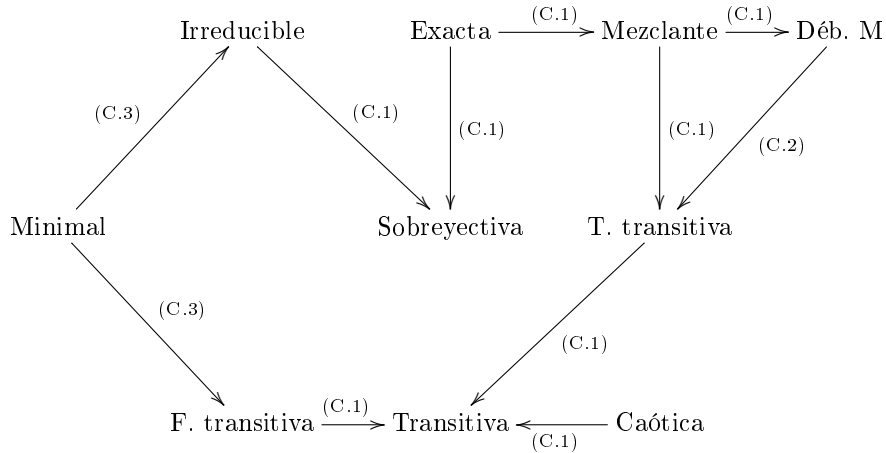 Irreducible Exacta (C.1) Mezclante (C.1) Déb. M
(C.3) (C.1) (C.1) (C.1) (C.2)
Minimal Sobreyectiva T. transitiva
(C.3) (C.1)
F. transitiva (C.1) Transitiva (C.1) Caótica